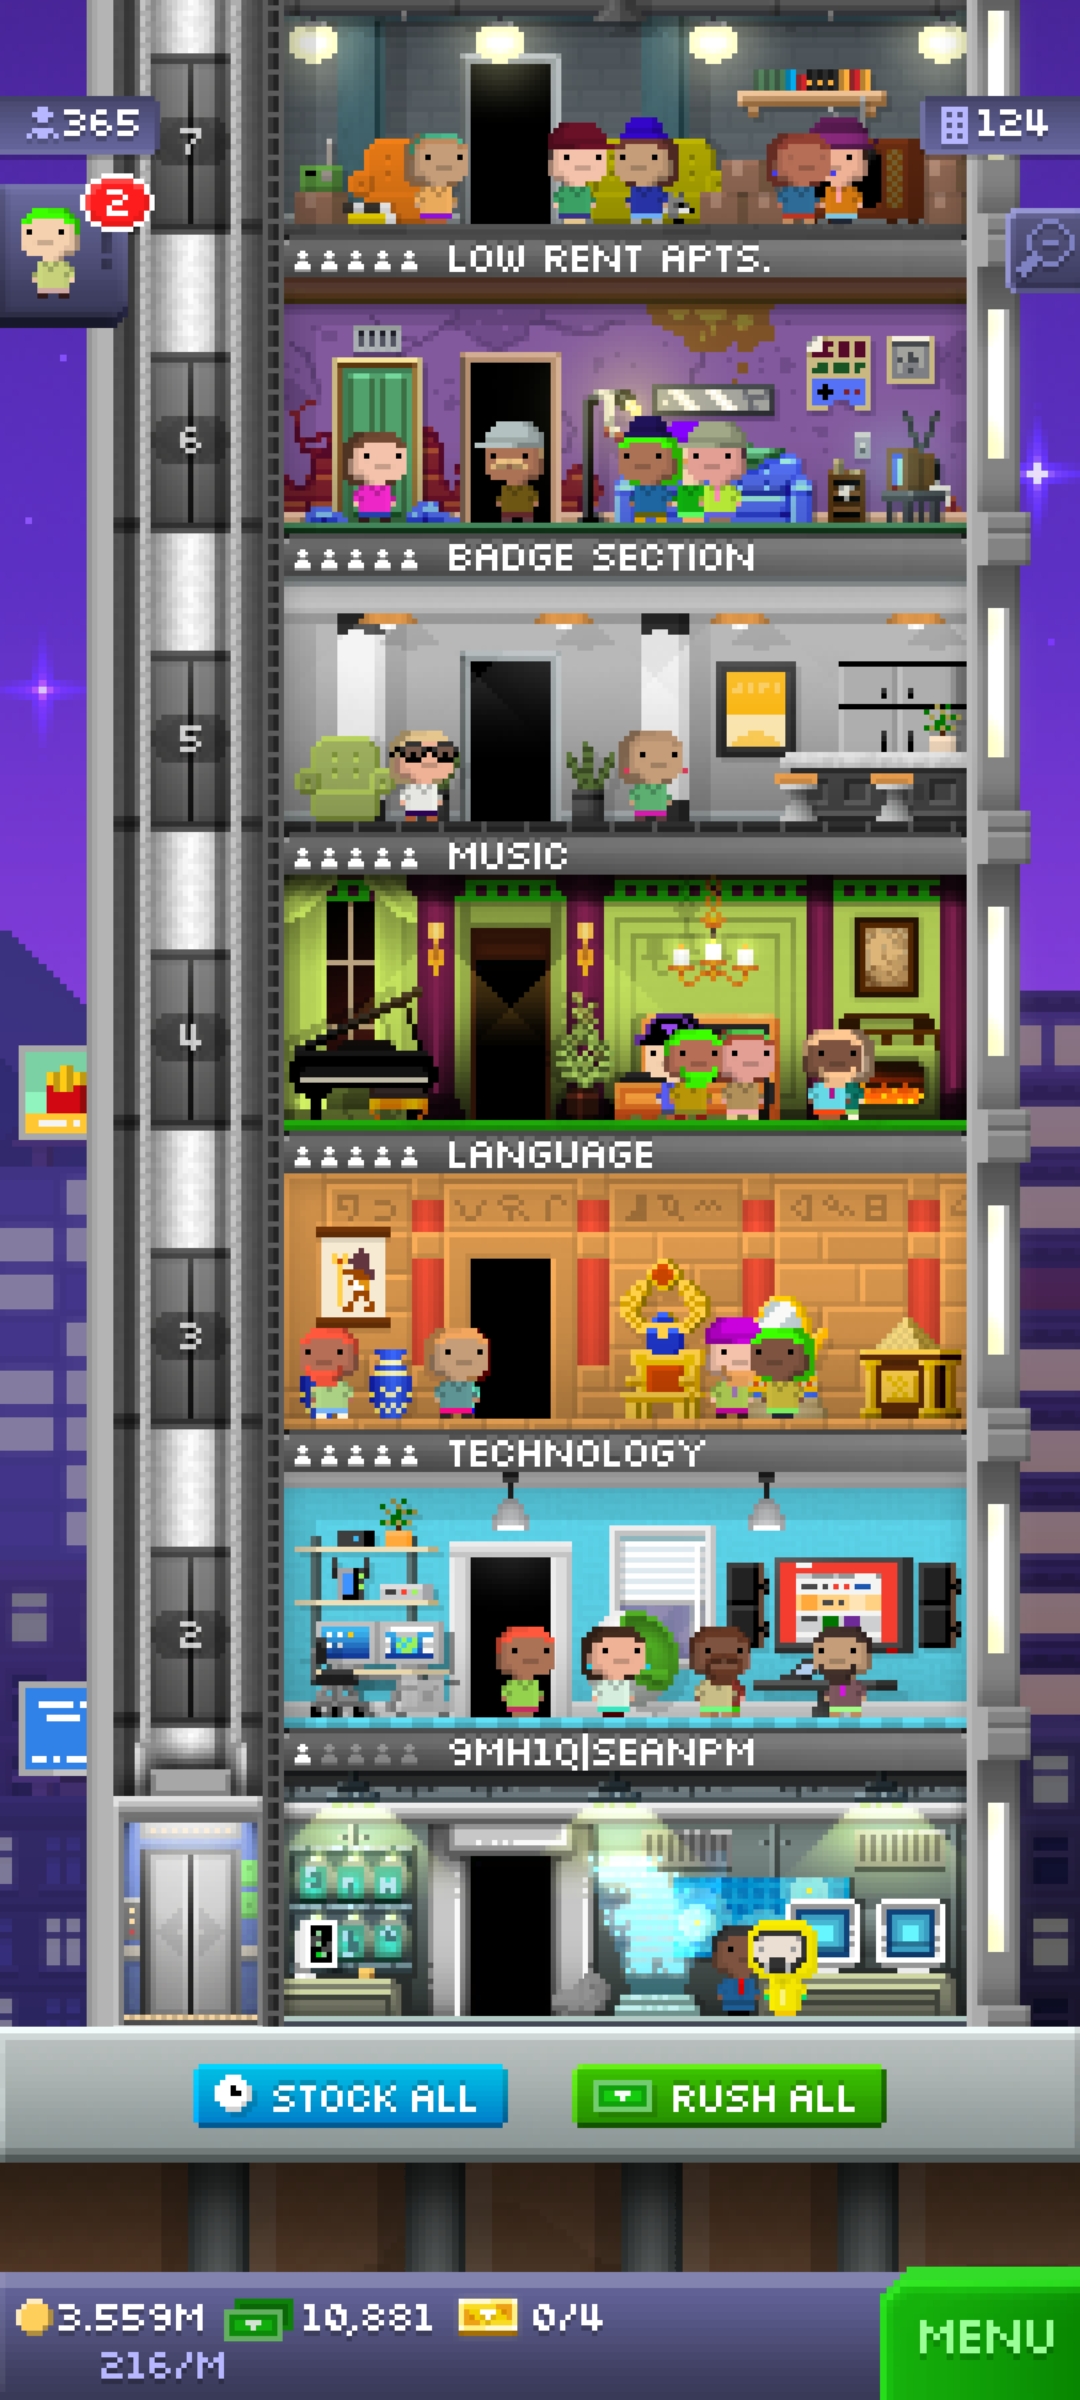 365
124
7
2
LOW RENT APTS.
6
BADGE SECTION
5
MUSIC
4
LANGUAGE
3
TECHNOLOGY
2
9MH1Q|SEANPM
STOCK ALL
RUSH ALL
3.559M
10,881
0/4
216/M
MENU